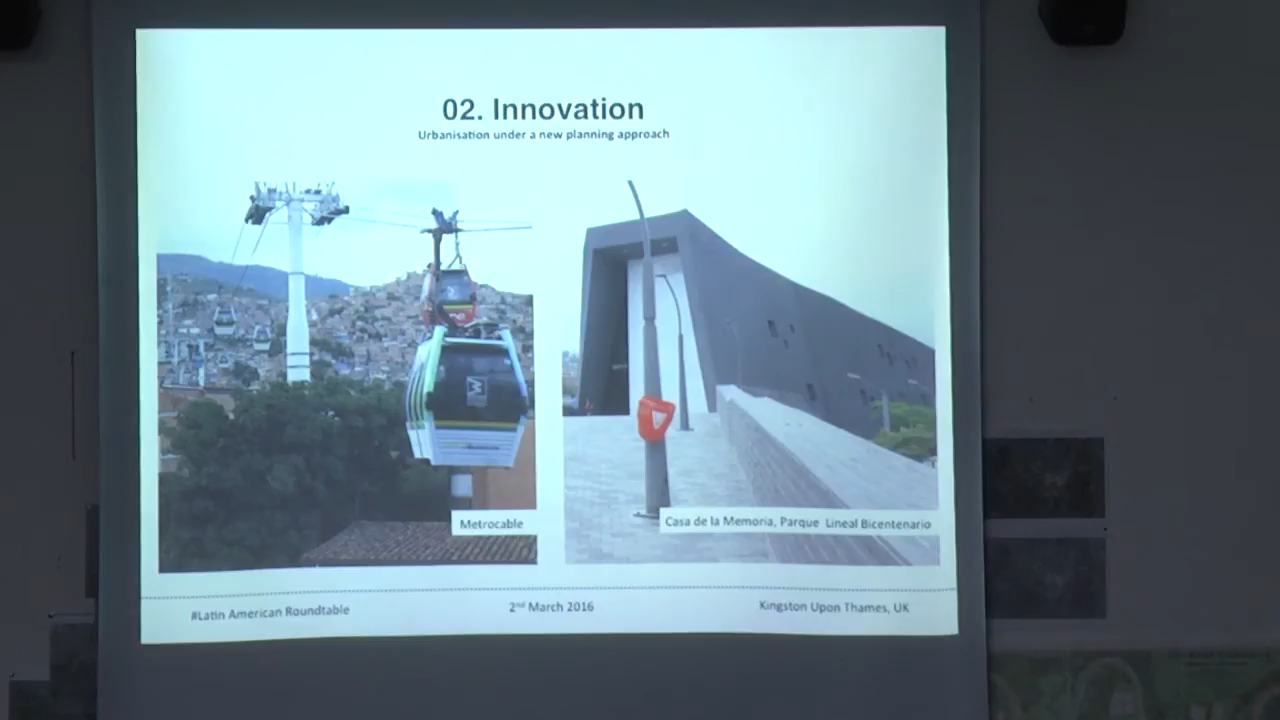 02. Innovation
Urbanisation under a new planning approach
Metrocable
Casa de la Memoria, Parque Lineal Bicentenario
#Latin American Roundtable
2nd March 2016
Kingston Upon Thames, UK